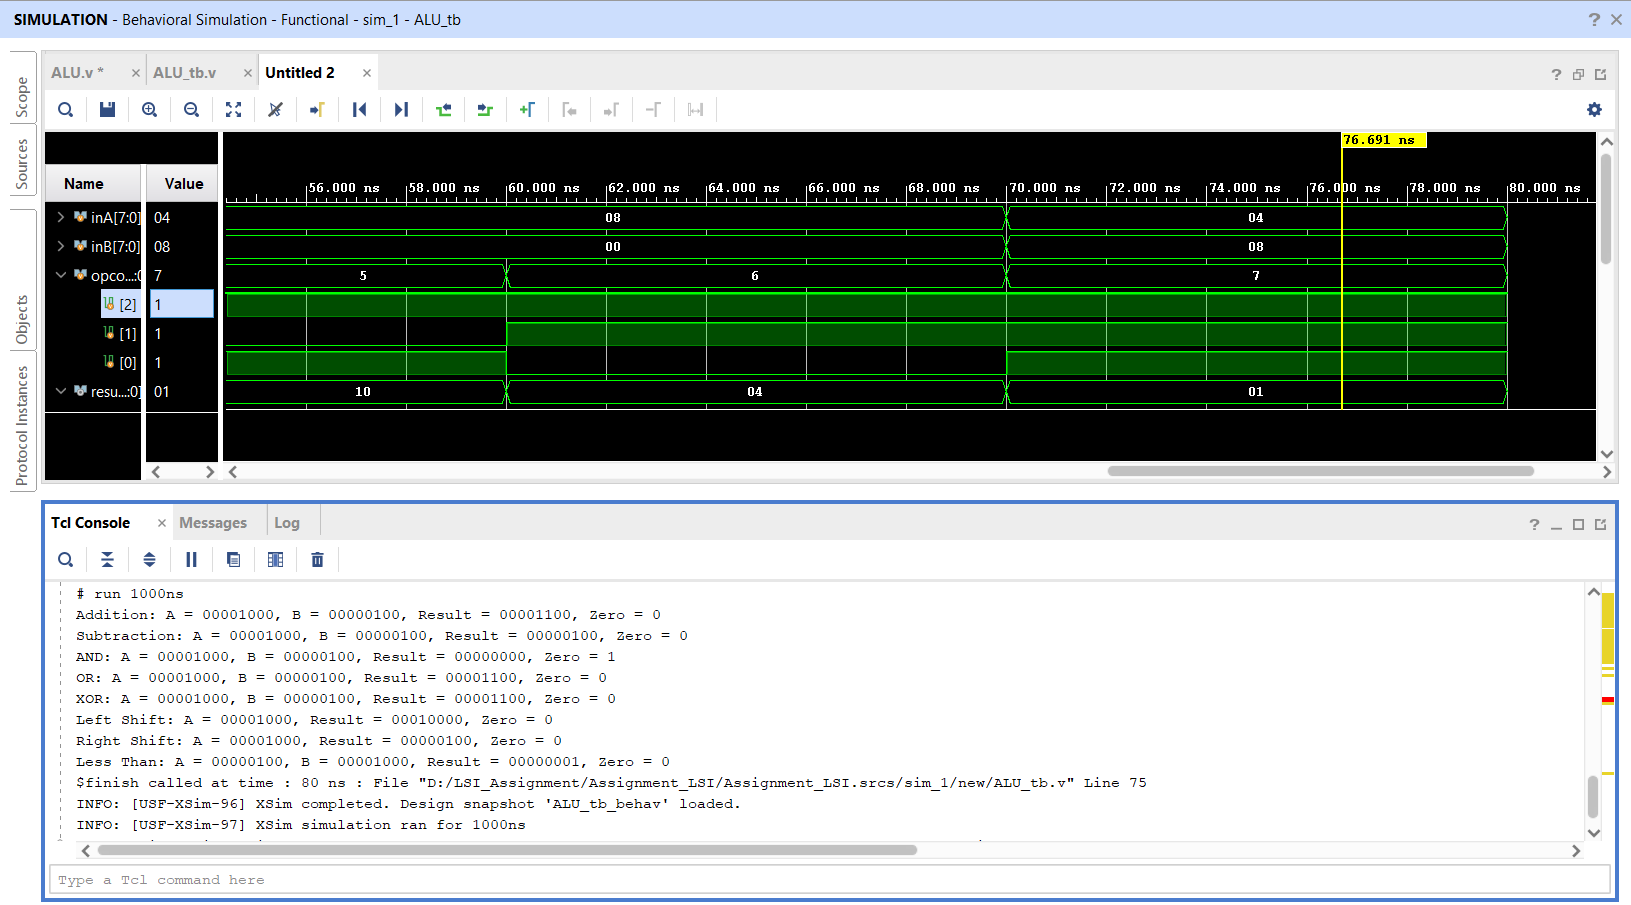 SIMULATION - Behavioral Simulation - Functional - sim_1 - ALU_tb
Scope
Sources
Objects
Protocol Instances
ALU.v *
ALU_tb.v
Untitled 2
76.691 ns
Name Value
56.000 ns 58.000 ns 60.000 ns 62.000 ns 64.000 ns 66.000 ns 68.000 ns 70.000 ns 72.000 ns 74.000 ns 76.000 ns 78.000 ns 80.000 ns
inA[7:0] 04 08 04
inB[7:0] 08 00 08
opco...:0 7 5 6 7
[2] 1
[1] 1
[0] 1
resu...:0] 01 10 04 01
Tcl Console Messages Log
# run 1000ns
Addition: A = 00001000, B = 00000100, Result = 00001100, Zero = 0
Subtraction: A = 00001000, B = 00000100, Result = 00000100, Zero = 0
AND: A = 00001000, B = 00000100, Result = 00000000, Zero = 1
OR: A = 00001000, B = 00000100, Result = 00001100, Zero = 0
XOR: A = 00001000, B = 00000100, Result = 00001100, Zero = 0
Left Shift: A = 00001000, Result = 00010000, Zero = 0
Right Shift: A = 00001000, Result = 00000100, Zero = 0
Less Than: A = 00000100, B = 00001000, Result = 00000001, Zero = 0
$finish called at time : 80 ns : File "D:/LSI_Assignment/Assignment_LSI/Assignment_LSI.srcs/sim_1/new/ALU_tb.v" Line 75
INFO: [USF-XSim-96] XSim completed. Design snapshot 'ALU_tb_behav' loaded.
INFO: [USF-XSim-97] XSim simulation ran for 1000ns
Type a Tcl command here